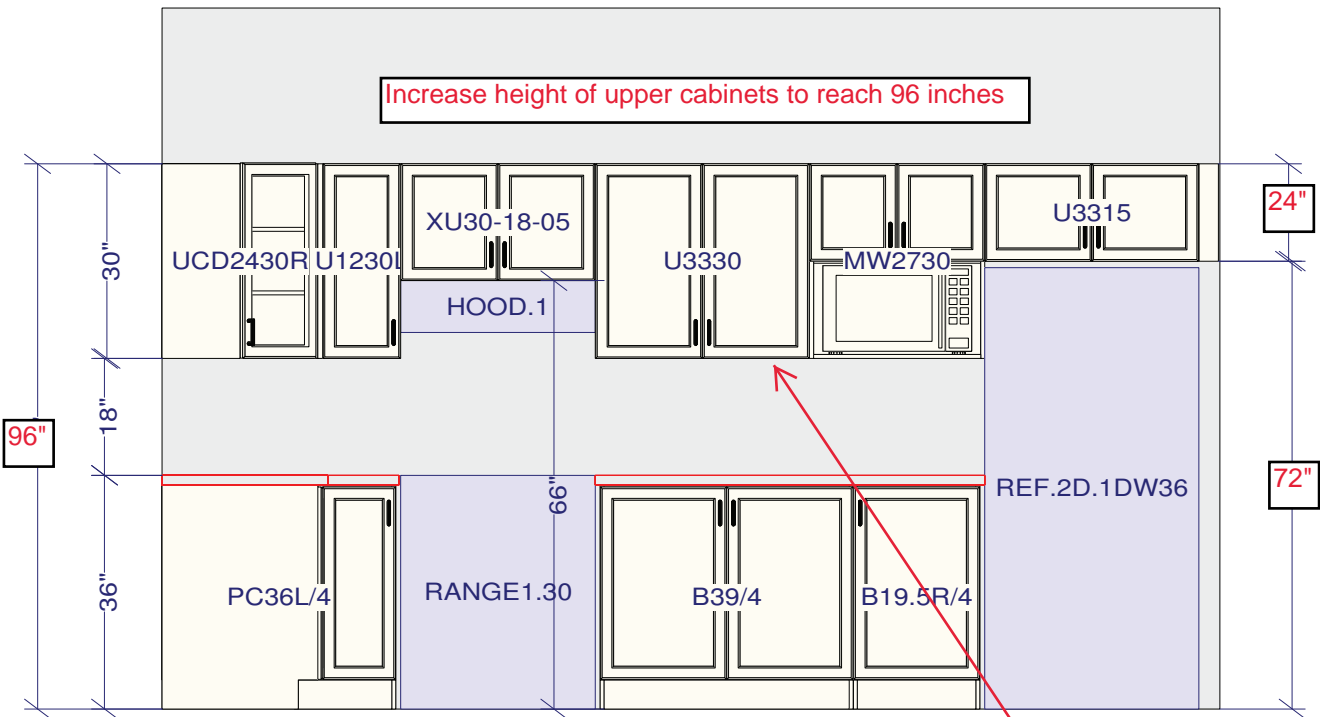 Increase height of upper cabinets to reach 96 inches
24"
30"
UCD2430R
U1230L
XU30-18-05
U3330
MW2730
U3315
HOOD.1
18"
96"
66"
REF.2D.1DW36
72"
36"
PC36L/4
RANGE1.30
B39/4
B19.5R/4